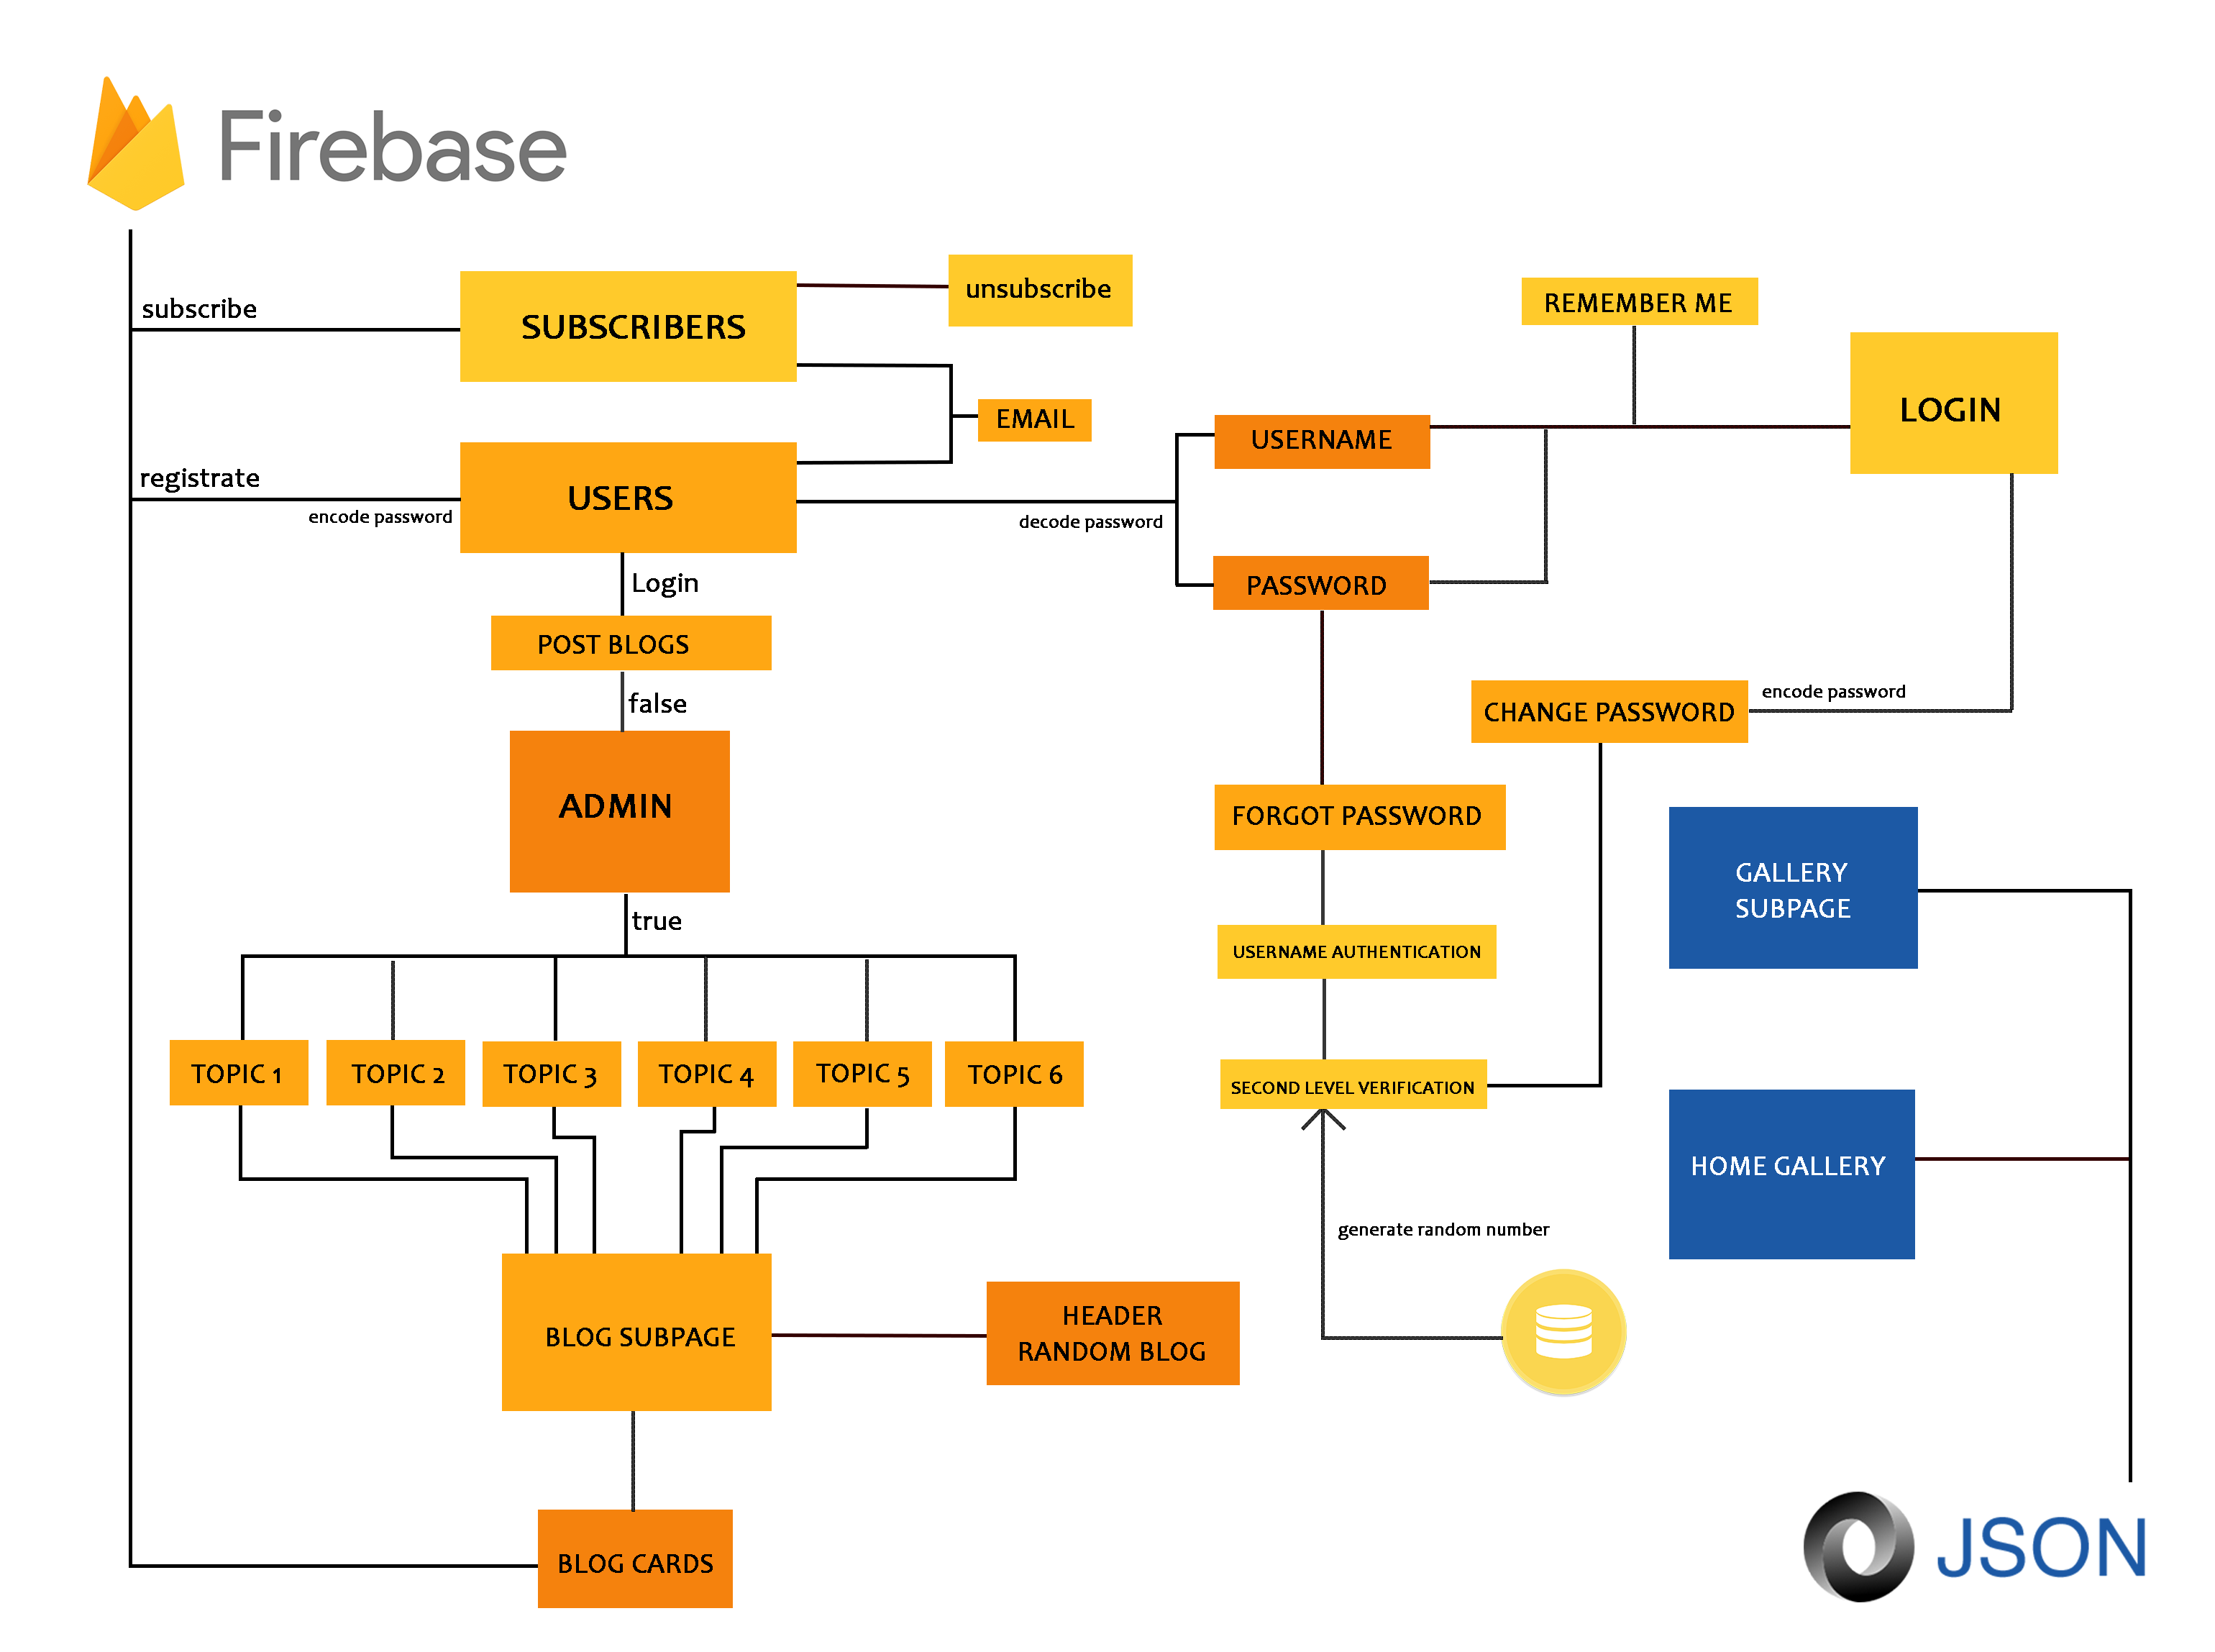 Firebase
subscribe
SUBSCRIBERS
unsubscribe
EMAIL
registrate
encode password
USERS
decode password
USERNAME
PASSWORD
REMEMBER ME
LOGIN
Login
POST BLOGS
false
ADMIN
true
TOPIC 1
TOPIC 2
TOPIC 3
TOPIC 4
TOPIC 5
TOPIC 6
BLOG SUBPAGE
HEADER
RANDOM BLOG
BLOG CARDS
encode password
CHANGE PASSWORD
FORGOT PASSWORD
USERNAME AUTHENTICATION
SECOND LEVEL VERIFICATION
generate random number
GALLERY
SUBPAGE
HOME GALLERY
JSON